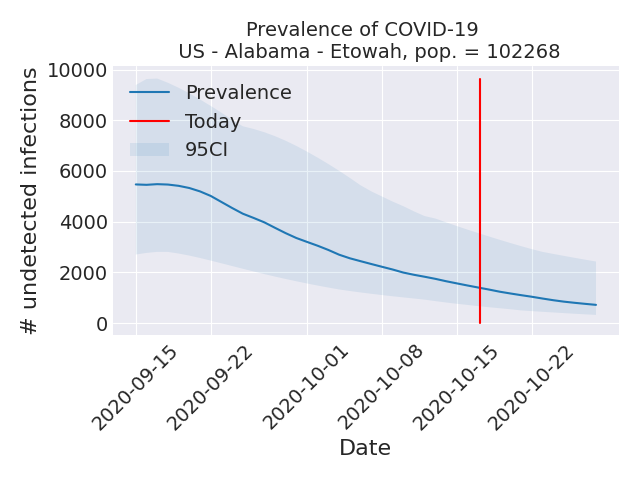 Prevalence of COVID-19
US - Alabama - Etowah, pop. = 102268
# undetected infections
10000
8000
6000
4000
2000
0
Prevalence
Today
95CI
2020-09-15
2020-09-22
2020-10-01
2020-10-08
2020-10-15
2020-10-22
Date